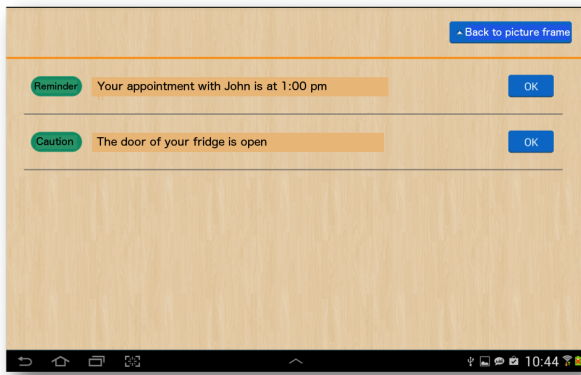 Back to picture frame
Reminder Your appointment with John is at 1:00 pm OK
Caution The door of your fridge is open OK
10:44